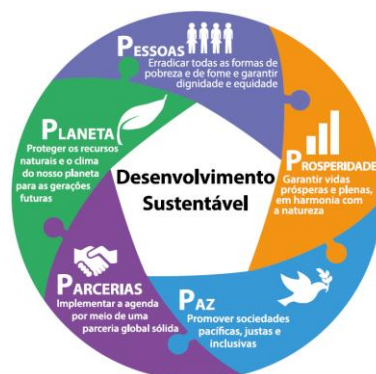 PESSOAS
Erradicar todas as formas de
pobreza e de fome e garantir
dignidade e equidade
PROSPERIDADE
Garantir vidas
prósperas e plenas,
em harmonia com
a natureza
PAZ
Promover sociedades
pacíficas, justas e
inclusivas
PARCERIAS
Implementar a agenda
por meio de uma
parceria global sólida
PLANETA
Proteger os recursos
naturais e o clima
do nosso planeta
para as gerações
futuras
Desenvolvimento
Sustentável